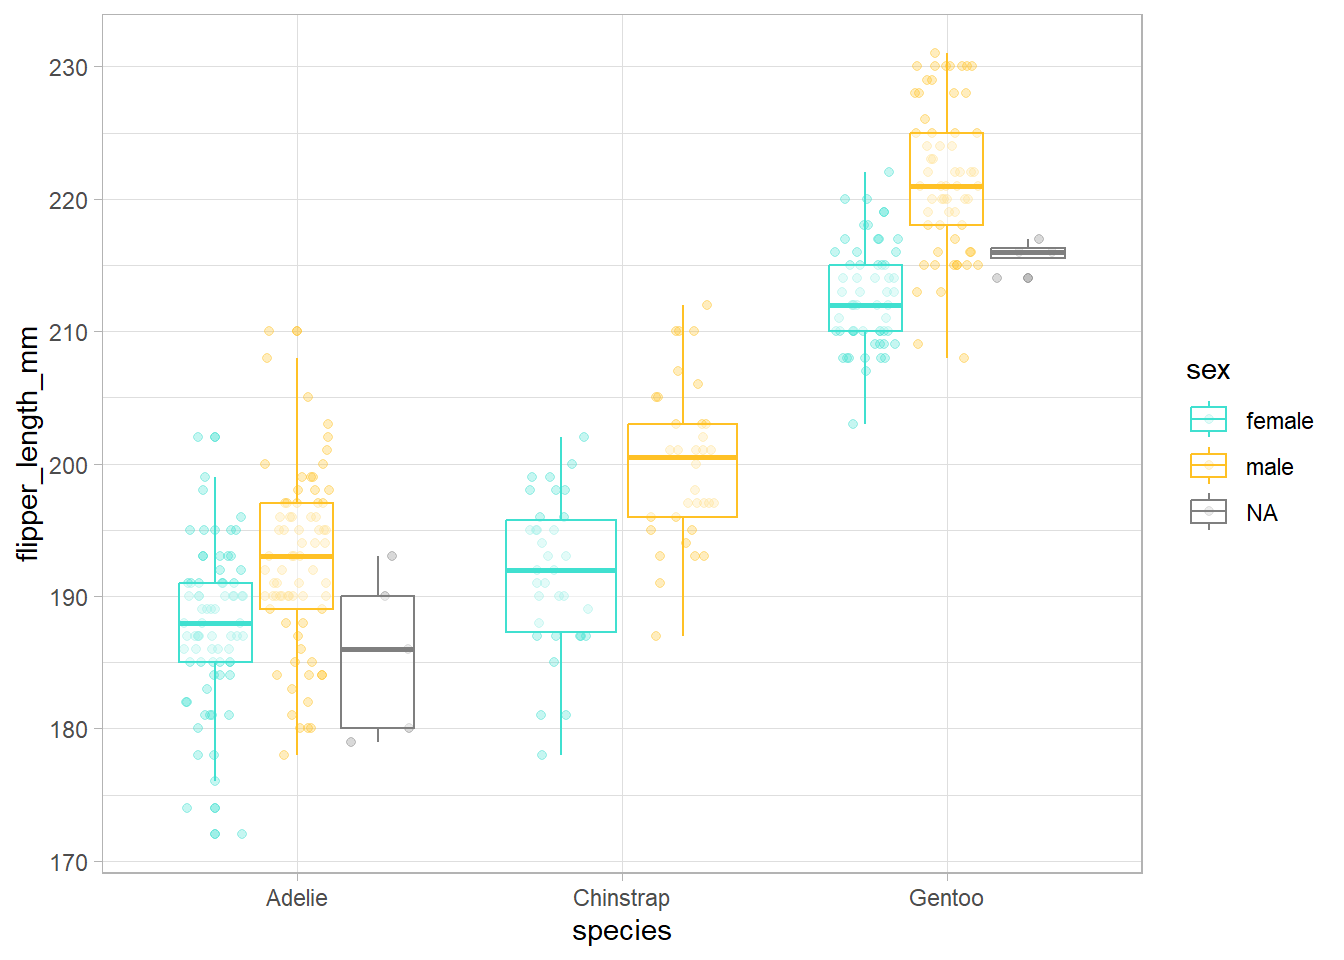 flipper_length_mm
230
220
210
200
190
180
170
Adelie
Chinstrap
Gentoo
species
sex
female
male
NA